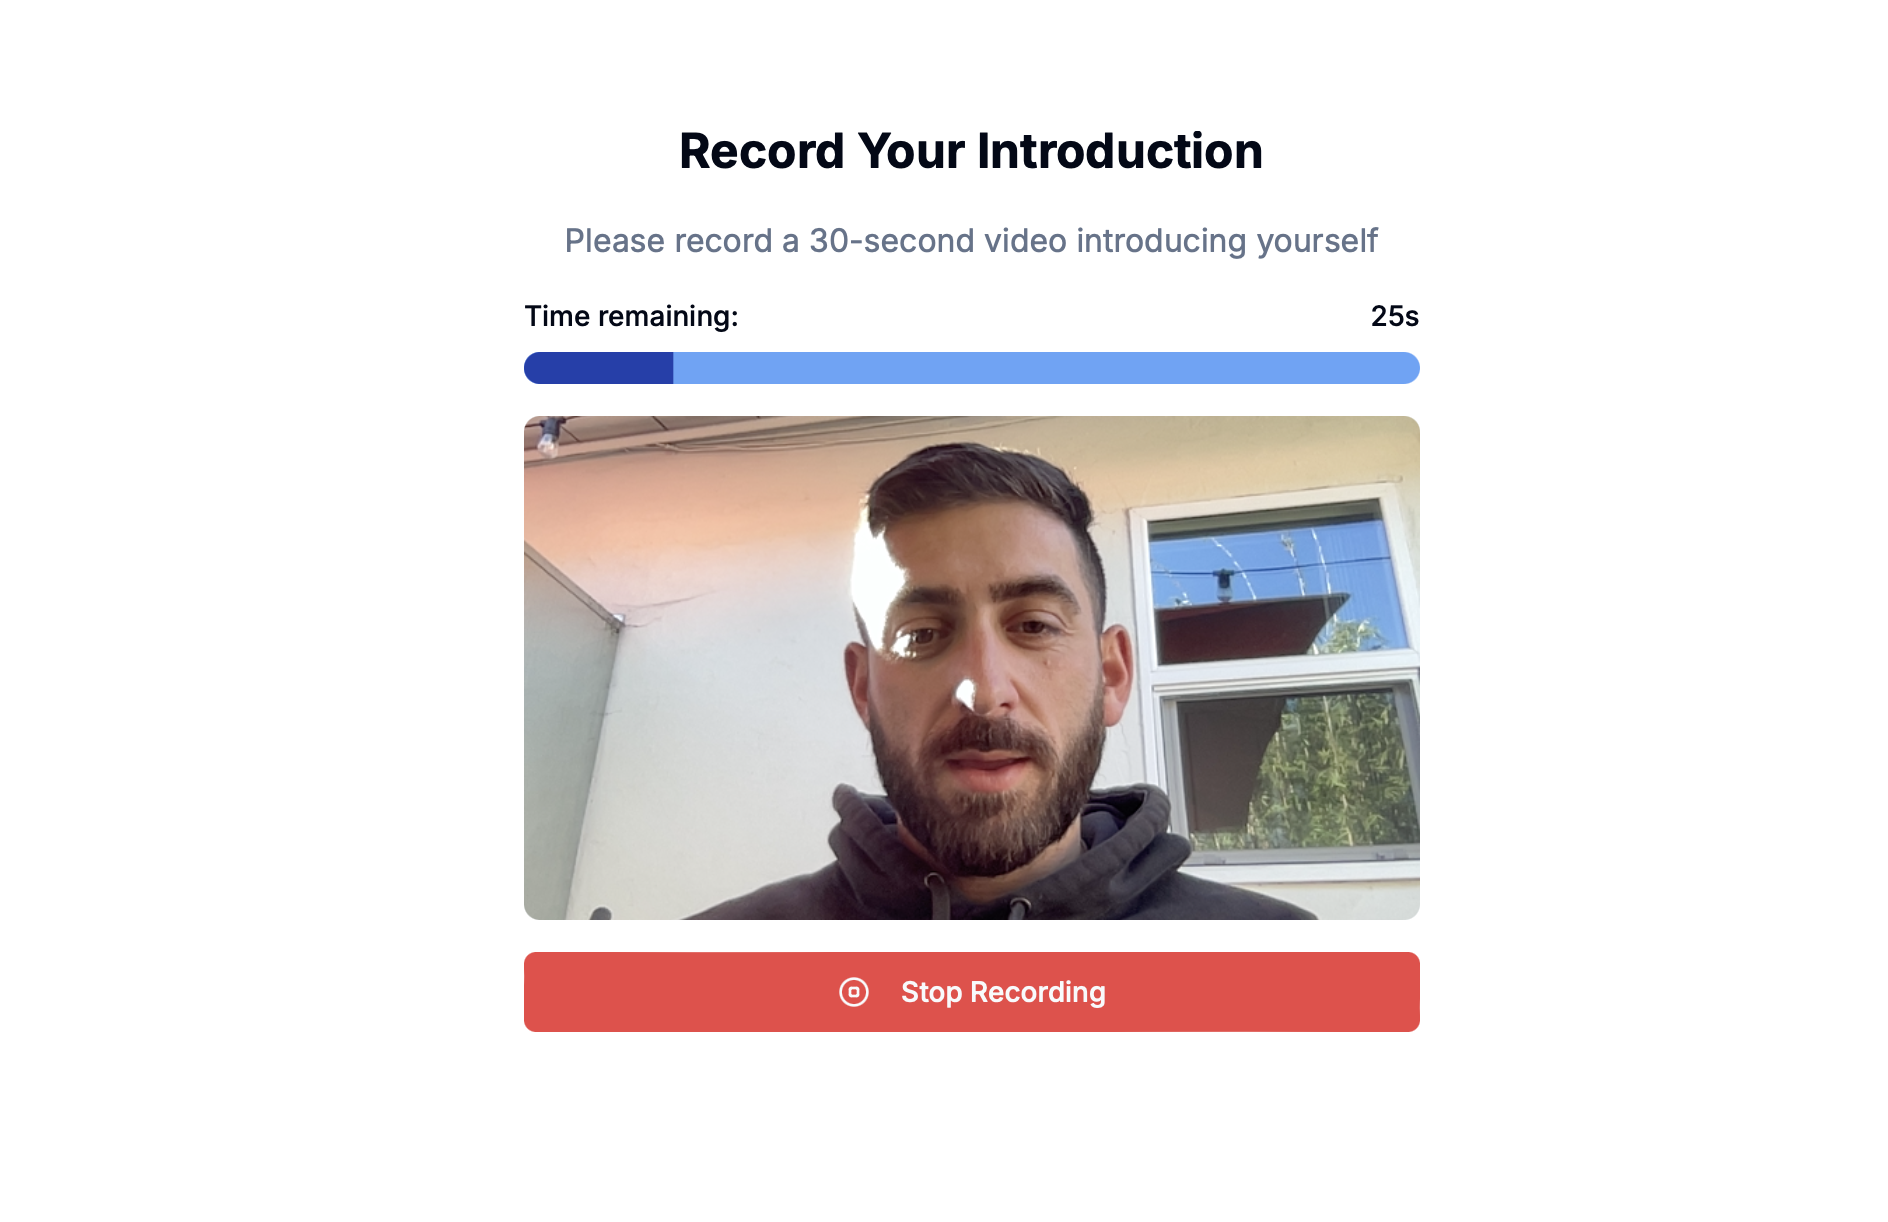 Record Your Introduction
Please record a 30-second video introducing yourself
Time remaining: 25s
Stop Recording